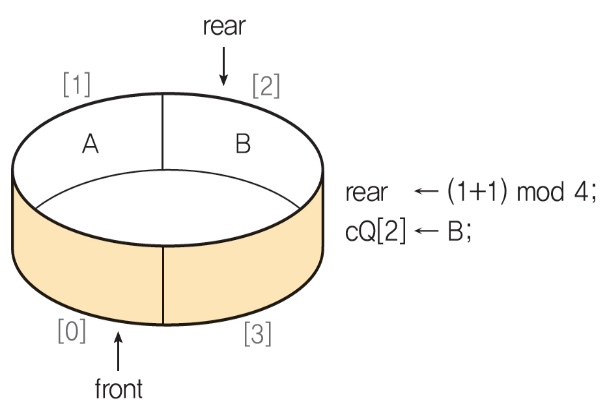 rear
[1]
[2]
A
B
rear ← (1+1) mod 4;
cQ[2] ← B;
[0]
[3]
front